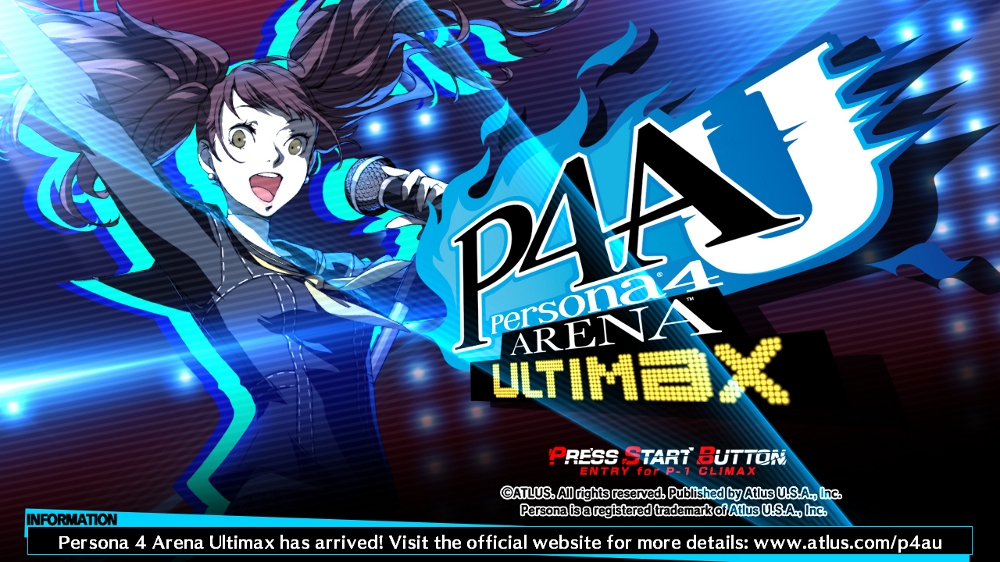 P4AU
Persona®4
ARENA™
ULTIMAX
PRESS START BUTTON
ENTRY for P-1 CLIMAX
©ATLUS. All rights reserved. Published by Atlus U.S.A., Inc.
Persona is a registered trademark of Atlus U.S.A., Inc.
INFORMATION
Persona 4 Arena Ultimax has arrived! Visit the official website for more details: www.atlus.com/p4au